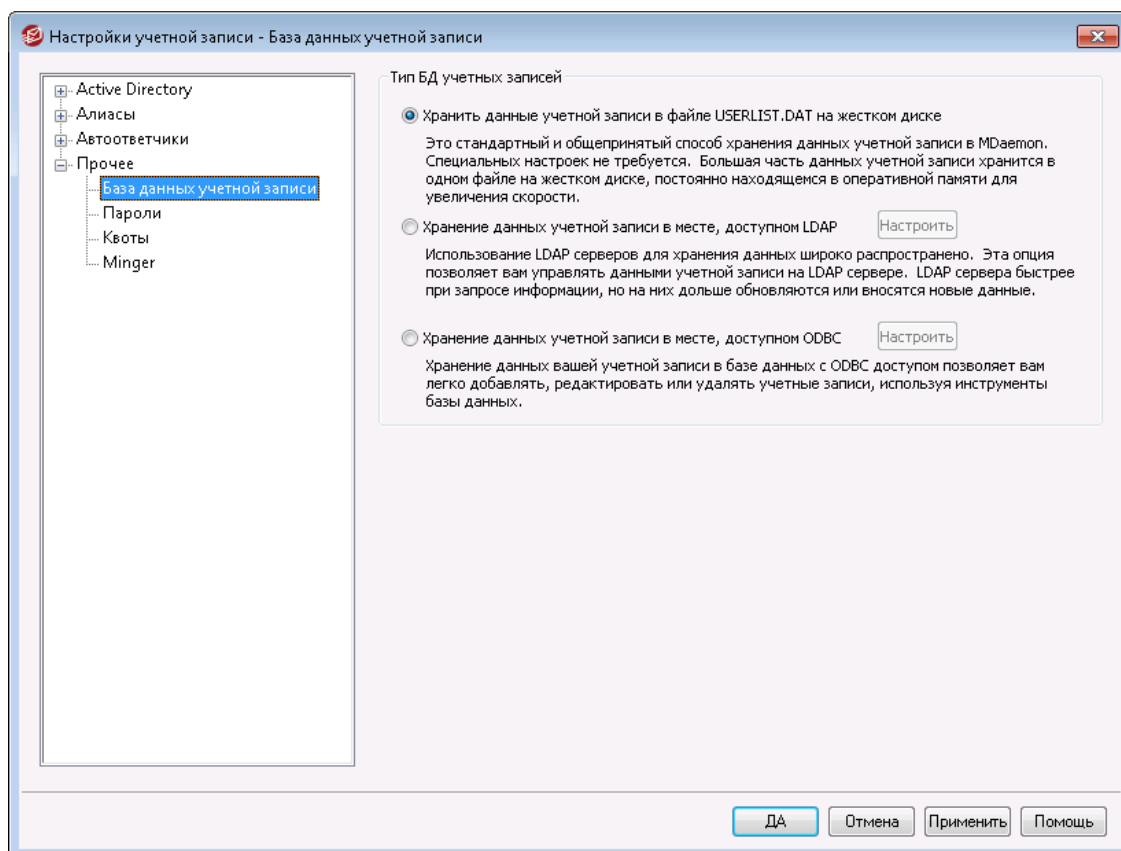 Настройки учетной записи - База данных учетной записи
Active Directory
Алиасы
Автоответчики
Прочее
База данных учетной записи
Пароли
Квоты
Minger
Тип БД учетных записей
Хранить данные учетной записи в файле USERLIST.DAT на жестком диске
Это стандартный и общепринятый способ хранения данных учетной записи в MDaemon.
Специальных настроек не требуется. Большая часть данных учетной записи хранится в
одном файле на жестком диске, постоянно находящемся в оперативной памяти для
увеличения скорости.
Хранение данных учетной записи в месте, доступном LDAP Настроить
Использование LDAP серверов для хранения данных широко распространено. Эта опция
позволяет вам управлять данными учетной записи на LDAP сервере. LDAP сервера быстрее
при запросе информации, но на них дольше обновляются или вносятся новые данные.
Хранение данных учетной записи в месте, доступном ODBC Настроить
Хранение данных вашей учетной записи в базе данных с ODBC доступом позволяет вам
легко добавлять, редактировать или удалять учетные записи, используя инструменты
базы данных.
ДА Отмена Применить Помощь